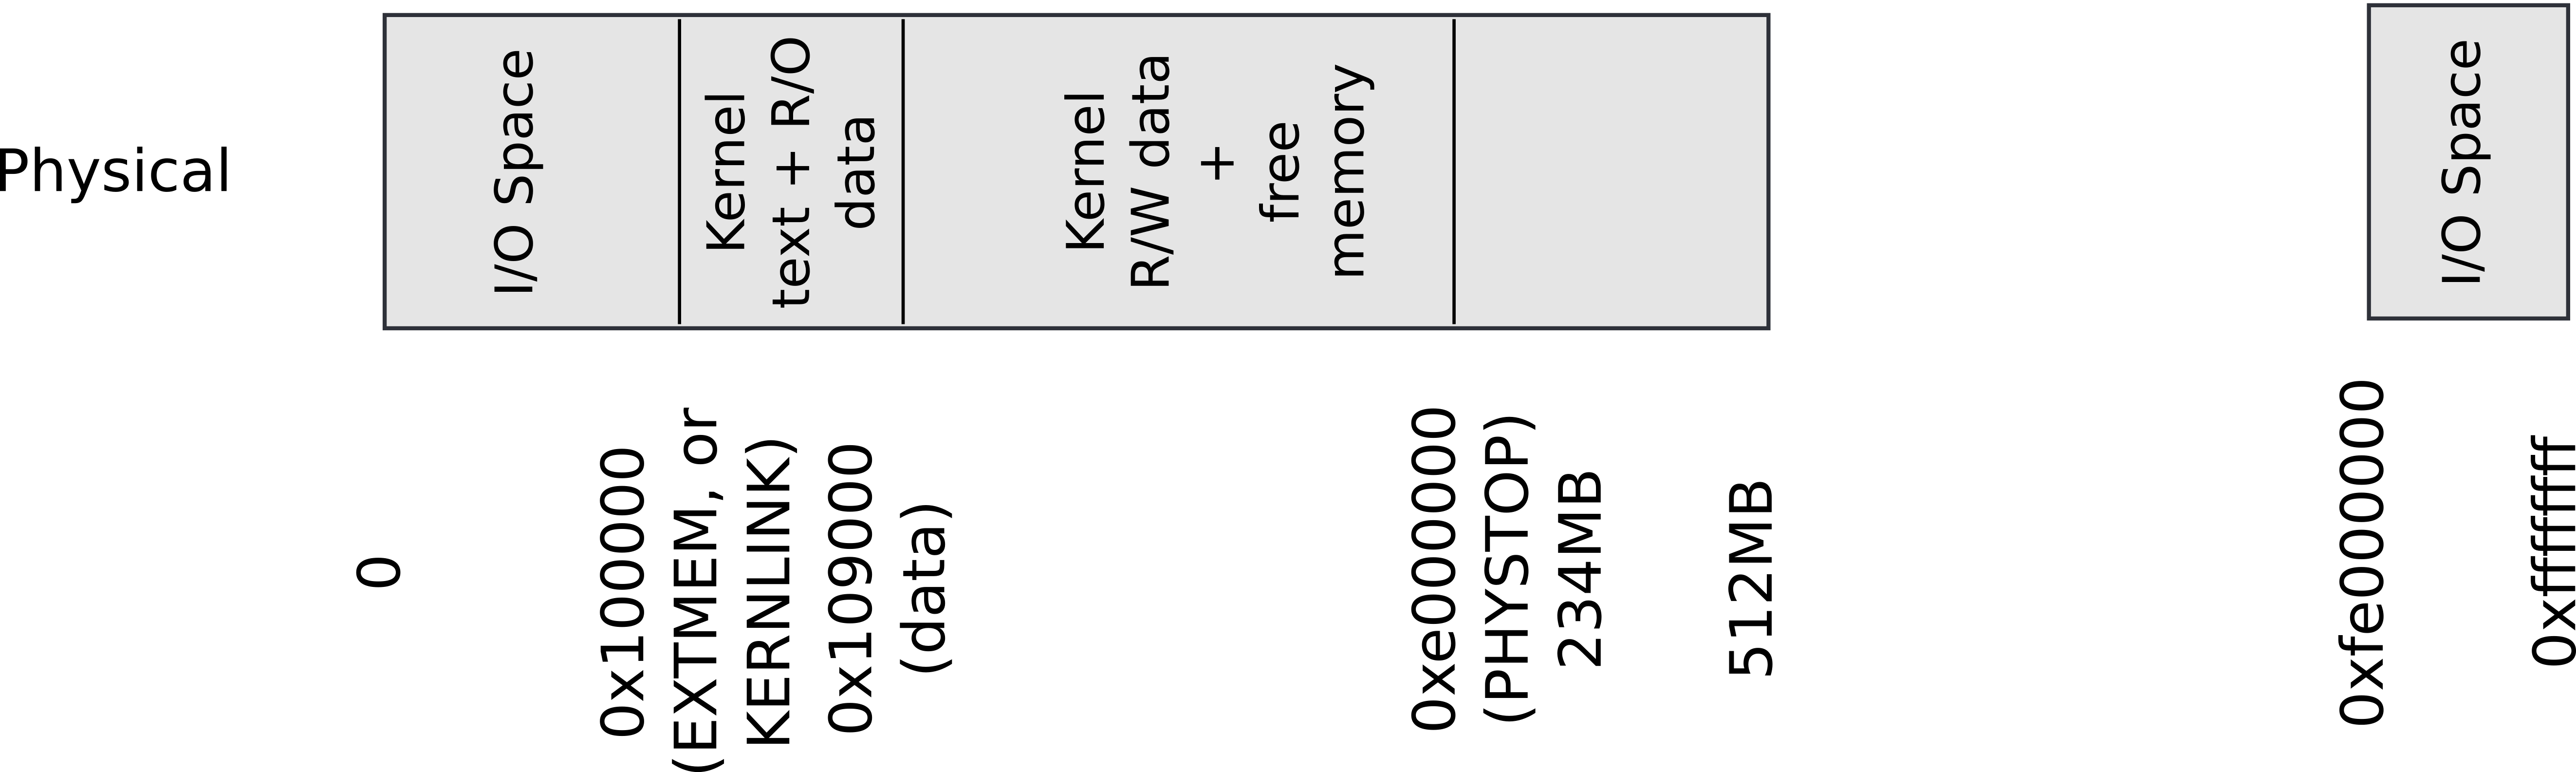 Physical
I/O Space
Kernel
text + R/O
data
Kernel
R/W data
+
free
memory
I/O Space
0
0x100000
(EXTMEM, or
KERNLINK)
0x109000
(data)
0xe000000
(PHYSTOP)
234MB
512MB
0xfe000000
0xffffffff